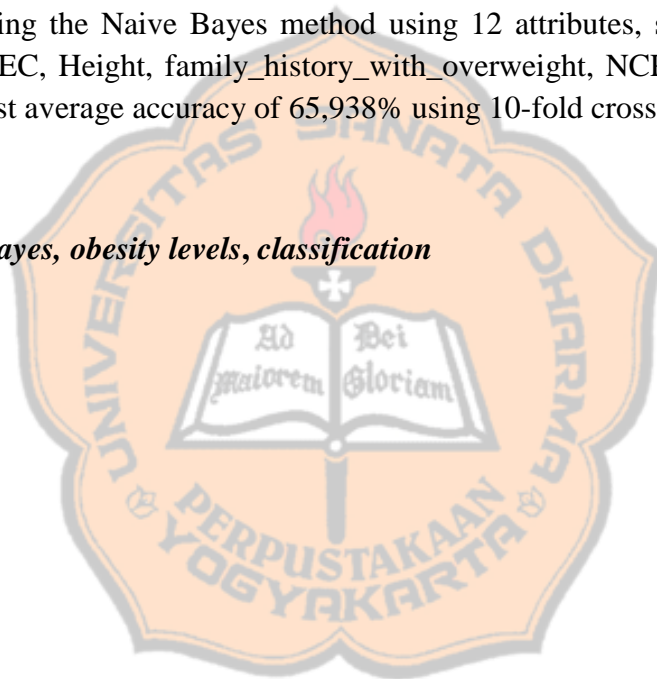 ing the Naive Bayes method using 12 attributes, s
EC, Height, family_history_with_overweight, NCP
st average accuracy of 65,938% using 10-fold cross
ayes, obesity levels, classification
UNIVERSITAS SANATA DHARMA
Ad Dei
Maiorem Gloriam
PERPUSTAKAAN
YOGYAKARTA